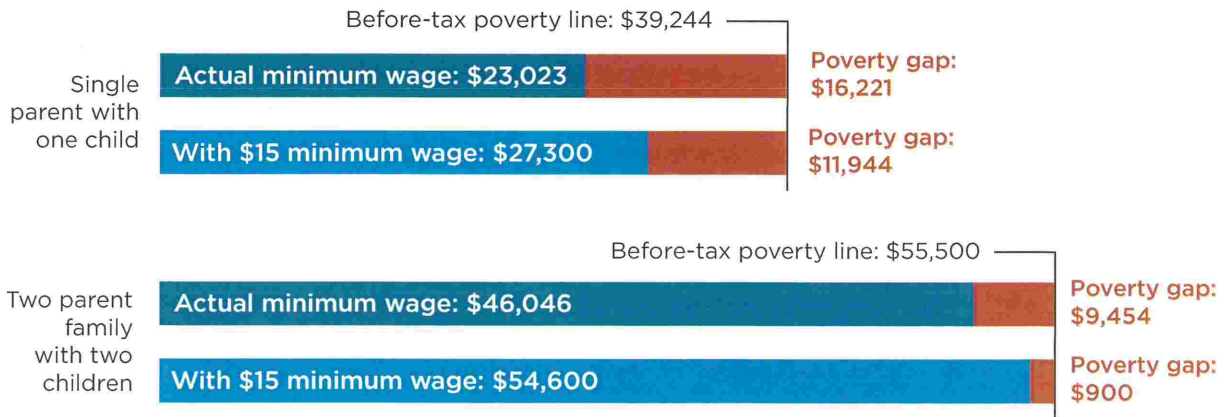 Before-tax poverty line: $39,244
Single
parent with
one child
Actual minimum wage: $23,023
Poverty gap:
$16,221
With $15 minimum wage: $27,300
Poverty gap:
$11,944
Before-tax poverty line: $55,500
Two parent
family
with two
children
Actual minimum wage: $46,046
Poverty gap:
$9,454
With $15 minimum wage: $54,600
Poverty gap:
$900